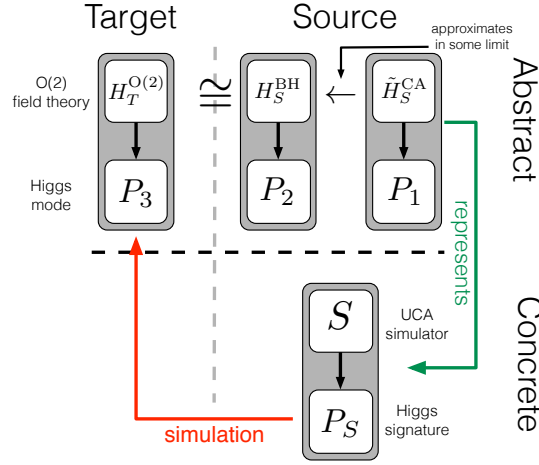 Target
Source
approximates
in some limit
O(2)
field theory
H_T^{O(2)}
≅
H_S^{BH}
←
H̃_S^{CA}
Abstract
Higgs
mode
P_3
P_2
P_1
represents
S
UCA
simulator
Concrete
P_S
Higgs
signature
simulation